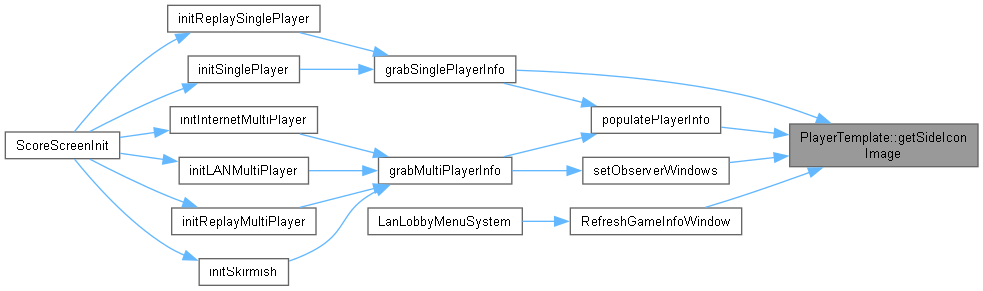 initReplaySinglePlayer
initSinglePlayer
grabSinglePlayerInfo
initInternetMultiPlayer
populatePlayerInfo
ScoreScreenInit
PlayerTemplate::getSideIcon
Image
initLANMultiPlayer
grabMultiPlayerInfo
setObserverWindows
initReplayMultiPlayer
LanLobbyMenuSystem
RefreshGameInfoWindow
initSkirmish